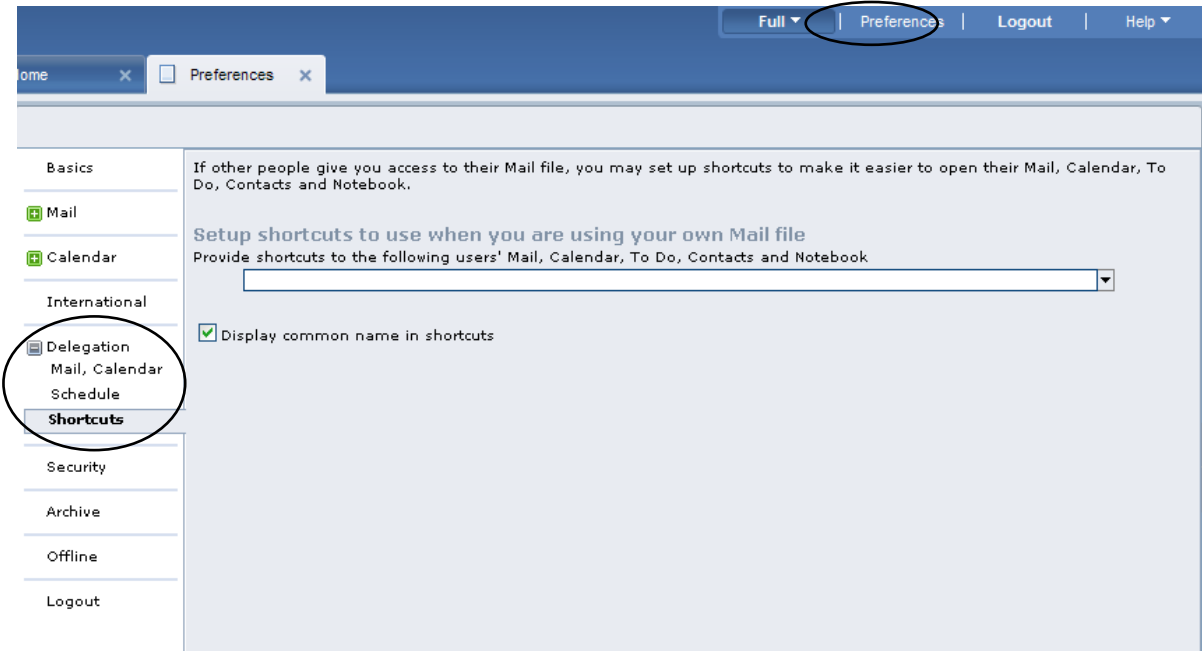 Full | Preferences | Logout | Help
ome Preferences
Basics
Mail
Calendar
International
Delegation
Mail, Calendar
Schedule
Shortcuts
Security
Archive
Offline
Logout
If other people give you access to their Mail file, you may set up shortcuts to make it easier to open their Mail, Calendar, To
Do, Contacts and Notebook.
Setup shortcuts to use when you are using your own Mail file
Provide shortcuts to the following users' Mail, Calendar, To Do, Contacts and Notebook
Display common name in shortcuts